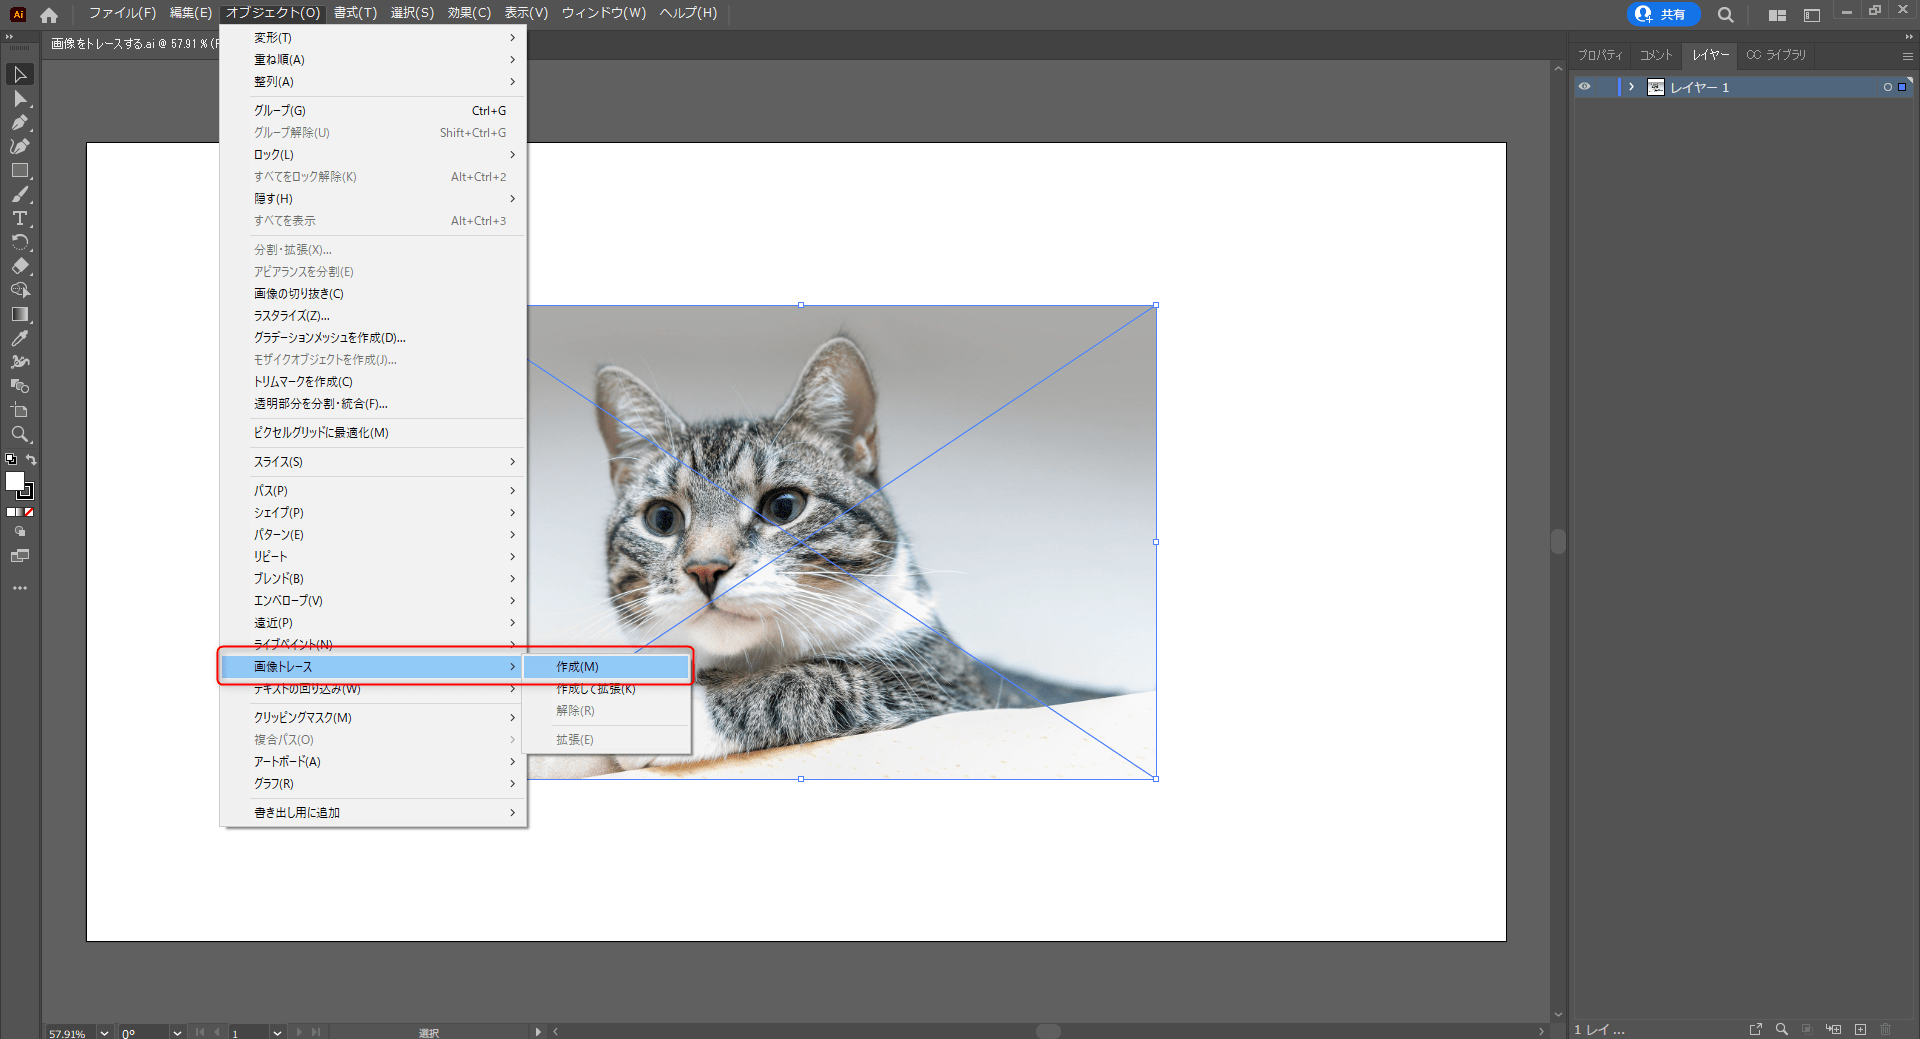 Ai
ファイル(F) 編集(E) オブジェクト(O) 書式(T) 選択(S) 効果(C) 表示(V) ウィンドウ(W) ヘルプ(H)
共有
画像をトレースする.ai @ 57.91 %
プロパティ コメント レイヤー CC ライブラリ
レイヤー 1
変形(T)
重ね順(A)
整列(A)
グループ(G) Ctrl+G
グループ解除(U) Shift+Ctrl+G
ロック(L)
すべてをロック解除(K) Alt+Ctrl+2
隠す(H)
すべてを表示 Alt+Ctrl+3
分割・拡張(X)...
アピアランスを分割(E)
画像の切り抜き(C)
ラスタライズ(Z)...
グラデーションメッシュを作成(D)...
モザイクオブジェクトを作成(J)...
トリムマークを作成(C)
透明部分を分割・統合(F)...
ピクセルグリッドに最適化(M)
スライス(S)
パス(P)
シェイプ(P)
パターン(E)
リピート
ブレンド(B)
エンベロープ(V)
遠近(P)
ライブペイント(N)
画像トレース
テキストの回り込み(W)
クリッピングマスク(M)
複合パス(O)
アートボード(A)
グラフ(R)
書き出し用に追加
作成(M)
作成して拡張(K)
解除(R)
拡張(E)
57.91% 0° 1 選択
1 レイ...